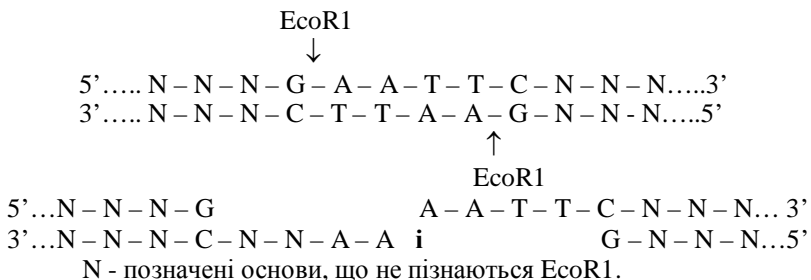 EcoR1
↓
5’….. N – N – N – G – A – A – T – T – C – N – N – N…..3’
3’….. N – N – N – C – T – T – A – A – G – N – N - N…..5’
↑
EcoR1
5’…N – N – N – G A – A – T – T – C – N – N – N… 3’
3’…N – N – N – C – N – N – A – A і G – N – N – N…5’
N - позначені основи, що не пізнаються EcoR1.